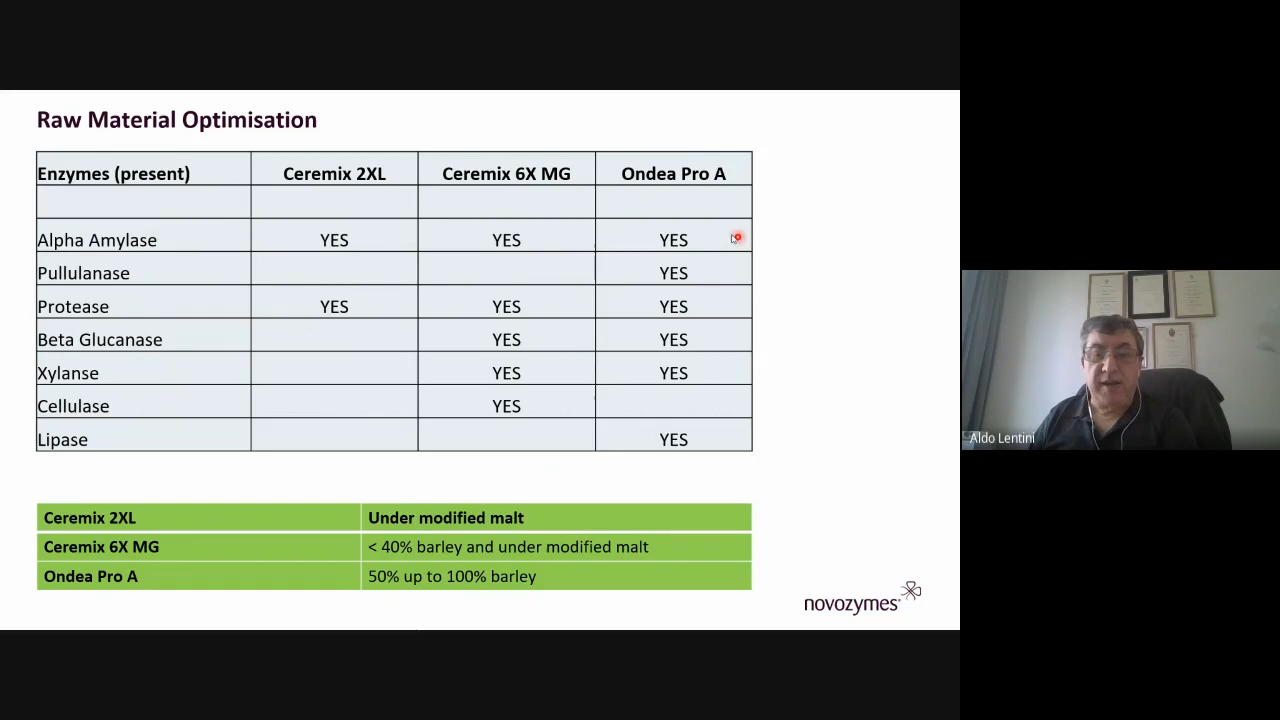 Raw Material Optimisation
Enzymes (present) Ceremix 2XL Ceremix 6X MG Ondea Pro A
Alpha Amylase YES YES YES
Pullulanase YES
Protease YES YES YES
Beta Glucanase YES YES
Xylanse YES YES
Cellulase YES
Lipase YES
Ceremix 2XL Under modified malt
Ceremix 6X MG < 40% barley and under modified malt
Ondea Pro A 50% up to 100% barley
novozymes
Aldo Lentini